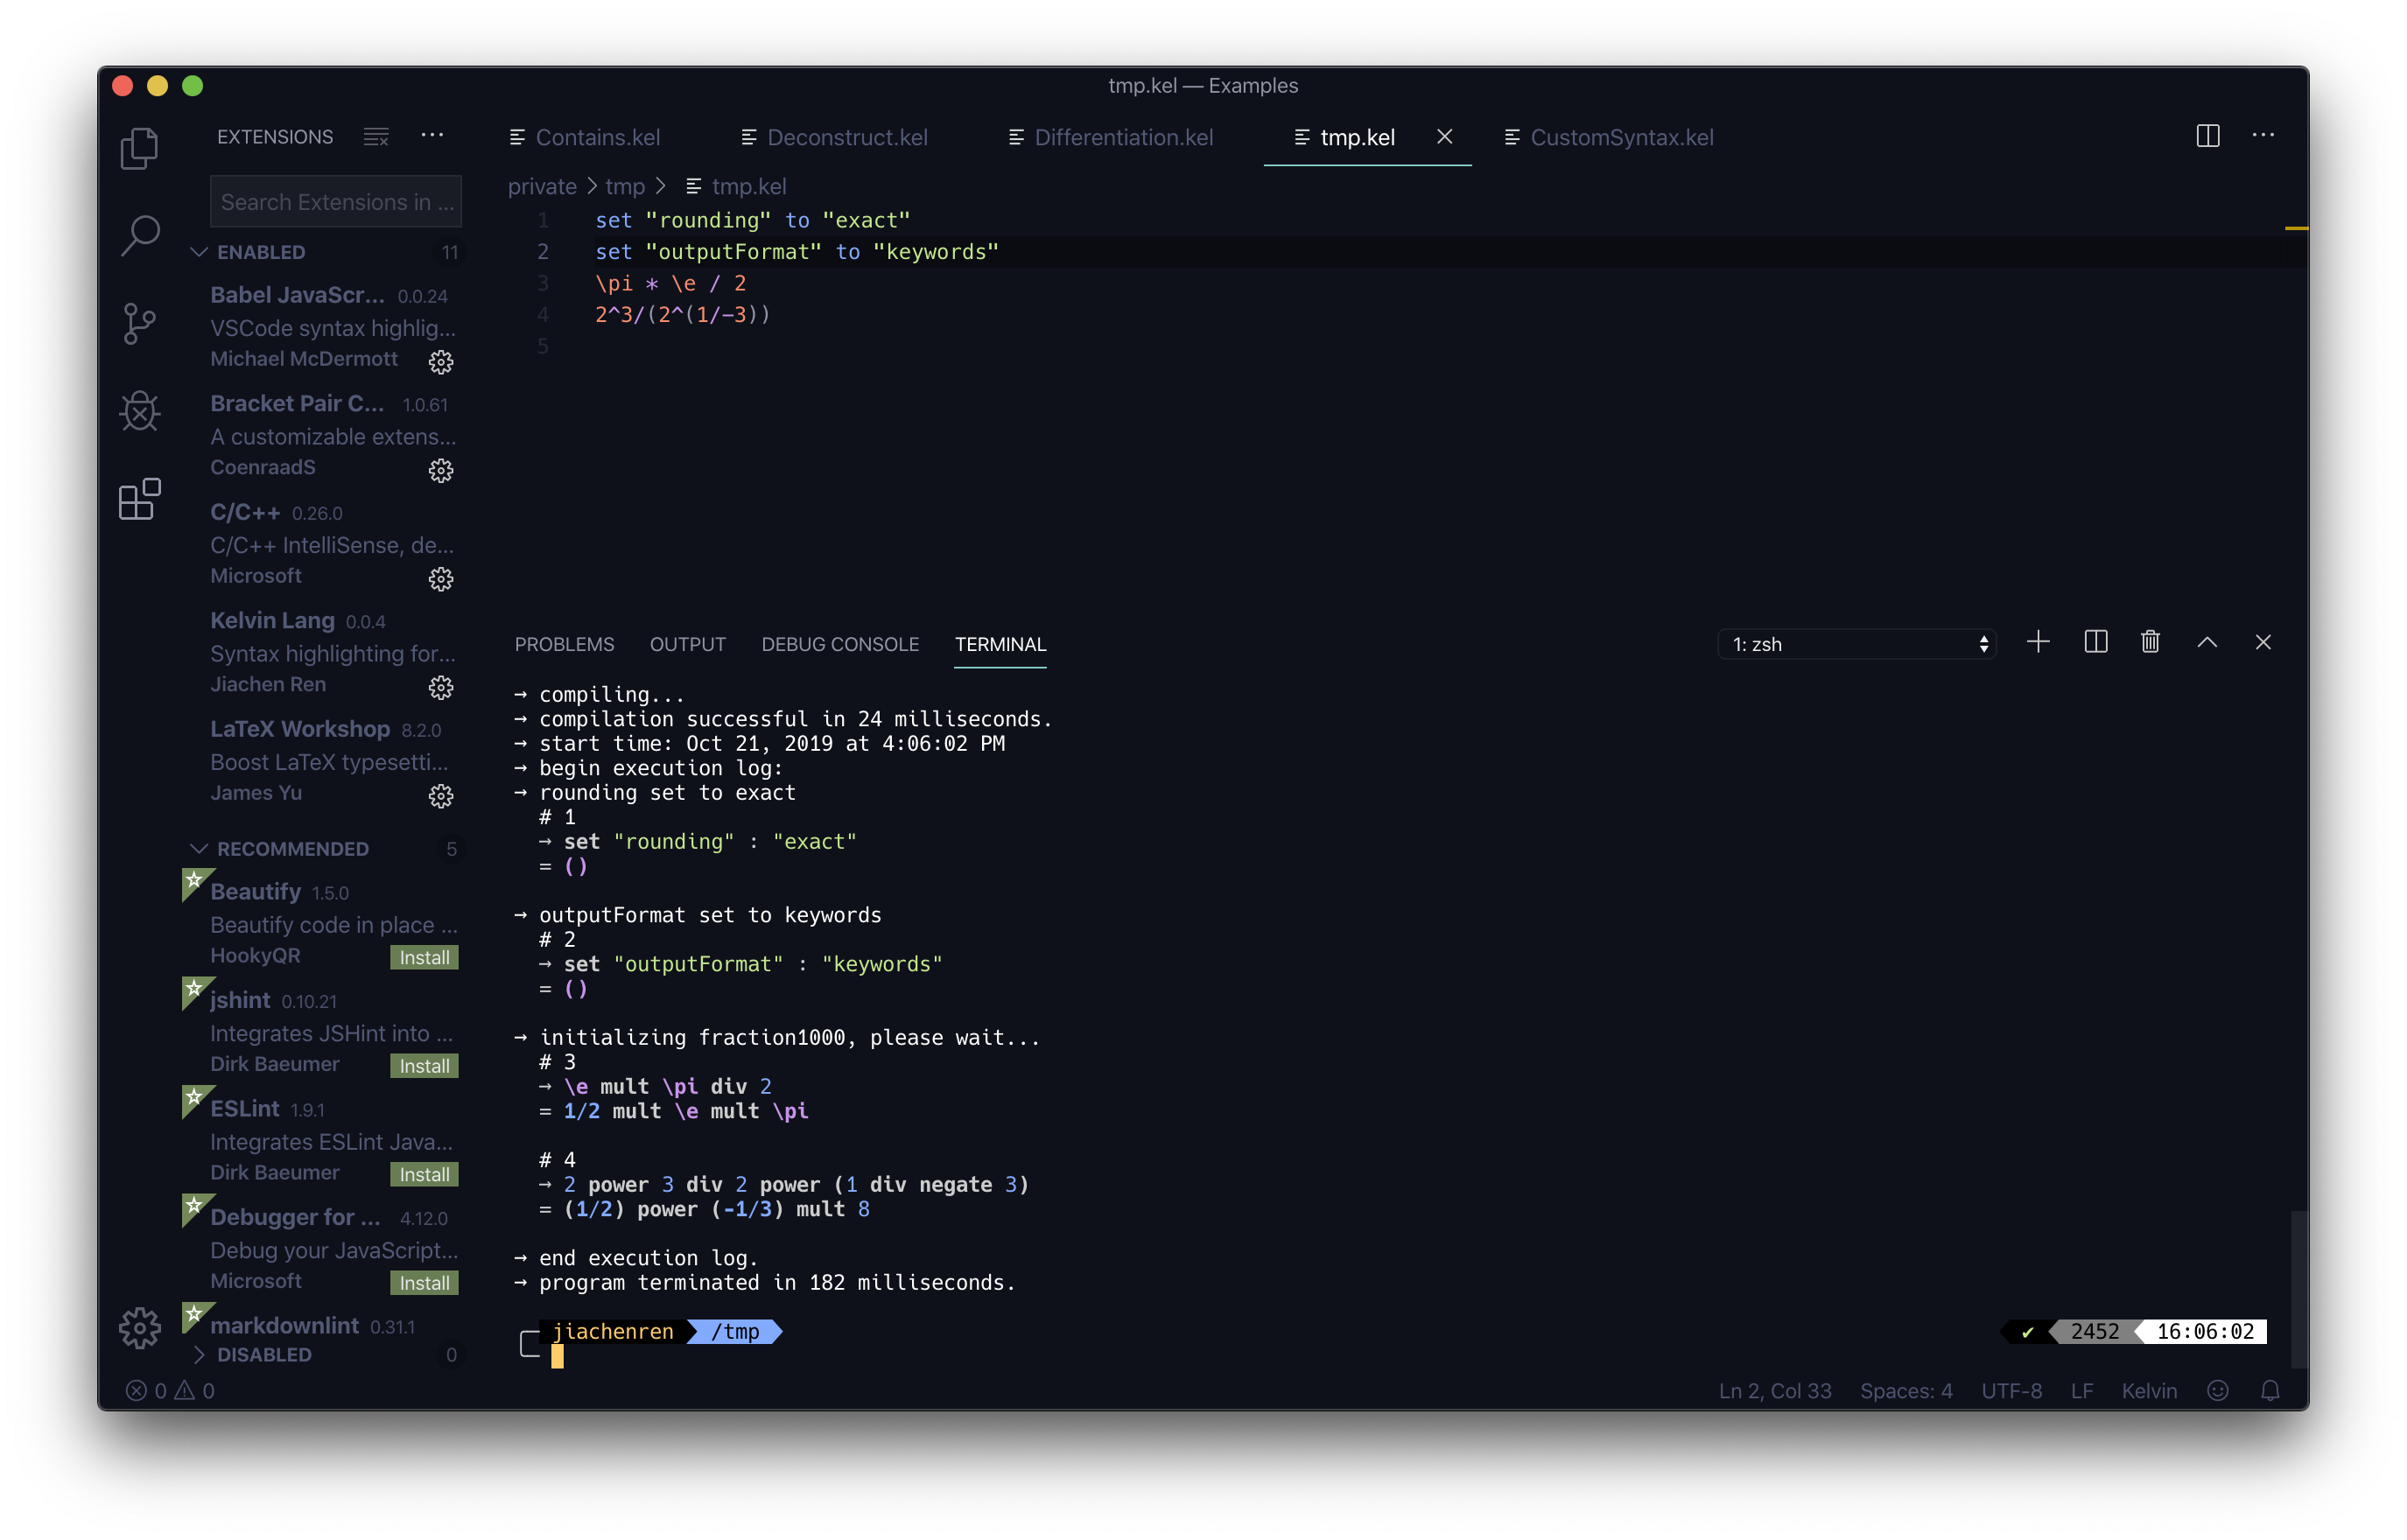 tmp.kel — Examples
EXTENSIONS
Search Extensions in ...
ENABLED 11
Babel JavaScr... 0.0.24
VSCode syntax highlig...
Michael McDermott
Bracket Pair C... 1.0.61
A customizable extens...
CoenraadS
C/C++ 0.26.0
C/C++ IntelliSense, de...
Microsoft
Kelvin Lang 0.0.4
Syntax highlighting for...
Jiachen Ren
LaTeX Workshop 8.2.0
Boost LaTeX typesetti...
James Yu
RECOMMENDED 5
Beautify 1.5.0
Beautify code in place ...
HookyQR Install
jshint 0.10.21
Integrates JSHint into ...
Dirk Baeumer Install
ESLint 1.9.1
Integrates ESLint Java...
Dirk Baeumer Install
Debugger for ... 4.12.0
Debug your JavaScript...
Microsoft Install
markdownlint 0.31.1
DISABLED 0
Contains.kel Deconstruct.kel Differentiation.kel tmp.kel CustomSyntax.kel
private > tmp > tmp.kel
1 set "rounding" to "exact"
2 set "outputFormat" to "keywords"
3 \pi * \e / 2
4 2^3/(2^(1/-3))
5
PROBLEMS OUTPUT DEBUG CONSOLE TERMINAL 1: zsh
→ compiling...
→ compilation successful in 24 milliseconds.
→ start time: Oct 21, 2019 at 4:06:02 PM
→ begin execution log:
→ rounding set to exact
# 1
→ set "rounding" : "exact"
= ()
→ outputFormat set to keywords
# 2
→ set "outputFormat" : "keywords"
= ()
→ initializing fraction1000, please wait...
# 3
→ \e mult \pi div 2
= 1/2 mult \e mult \pi
# 4
→ 2 power 3 div 2 power (1 div negate 3)
= (1/2) power (-1/3) mult 8
→ end execution log.
→ program terminated in 182 milliseconds.
jiachenren /tmp ✔ 2452 16:06:02
0 0 Ln 2, Col 33 Spaces: 4 UTF-8 LF Kelvin